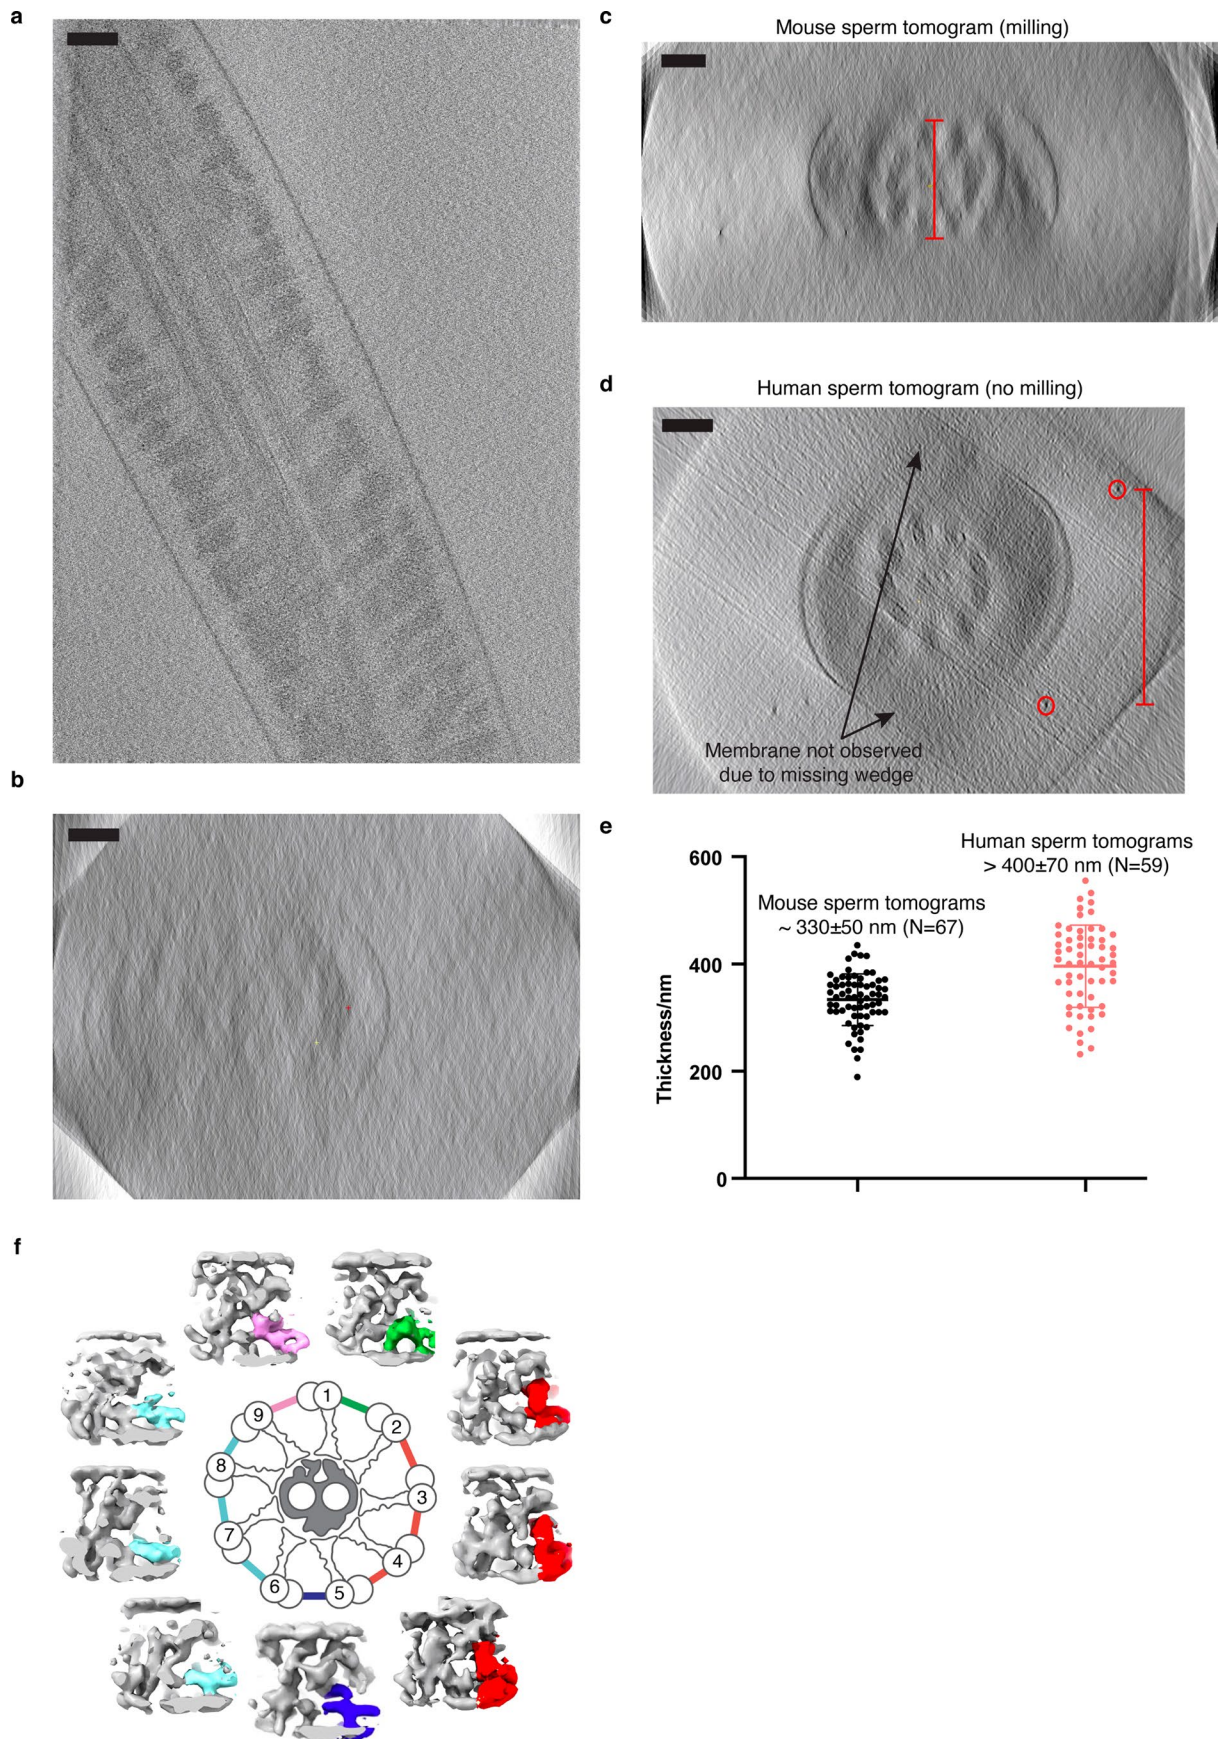 a
b
c
Mouse sperm tomogram (milling)
d
Human sperm tomogram (no milling)
Membrane not observed
due to missing wedge
e
Human sperm tomograms
> 400±70 nm (N=59)
Mouse sperm tomograms
~ 330±50 nm (N=67)
Thickness/nm
600
400
200
0
f
1
2
3
4
5
6
7
8
9